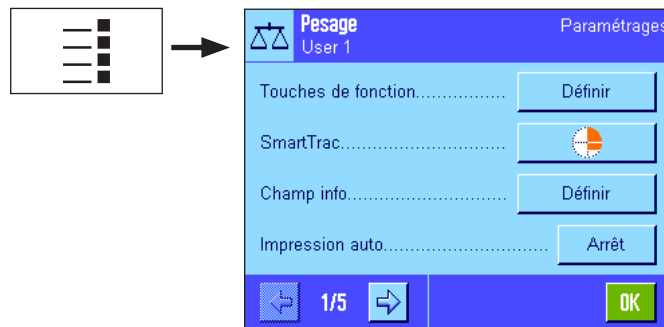 Pesage
Paramétrages
User 1
Touches de fonction................ Définir
SmartTrac.............................
Champ info............................ Définir
Impression auto................................. Arrêt
1/5
OK